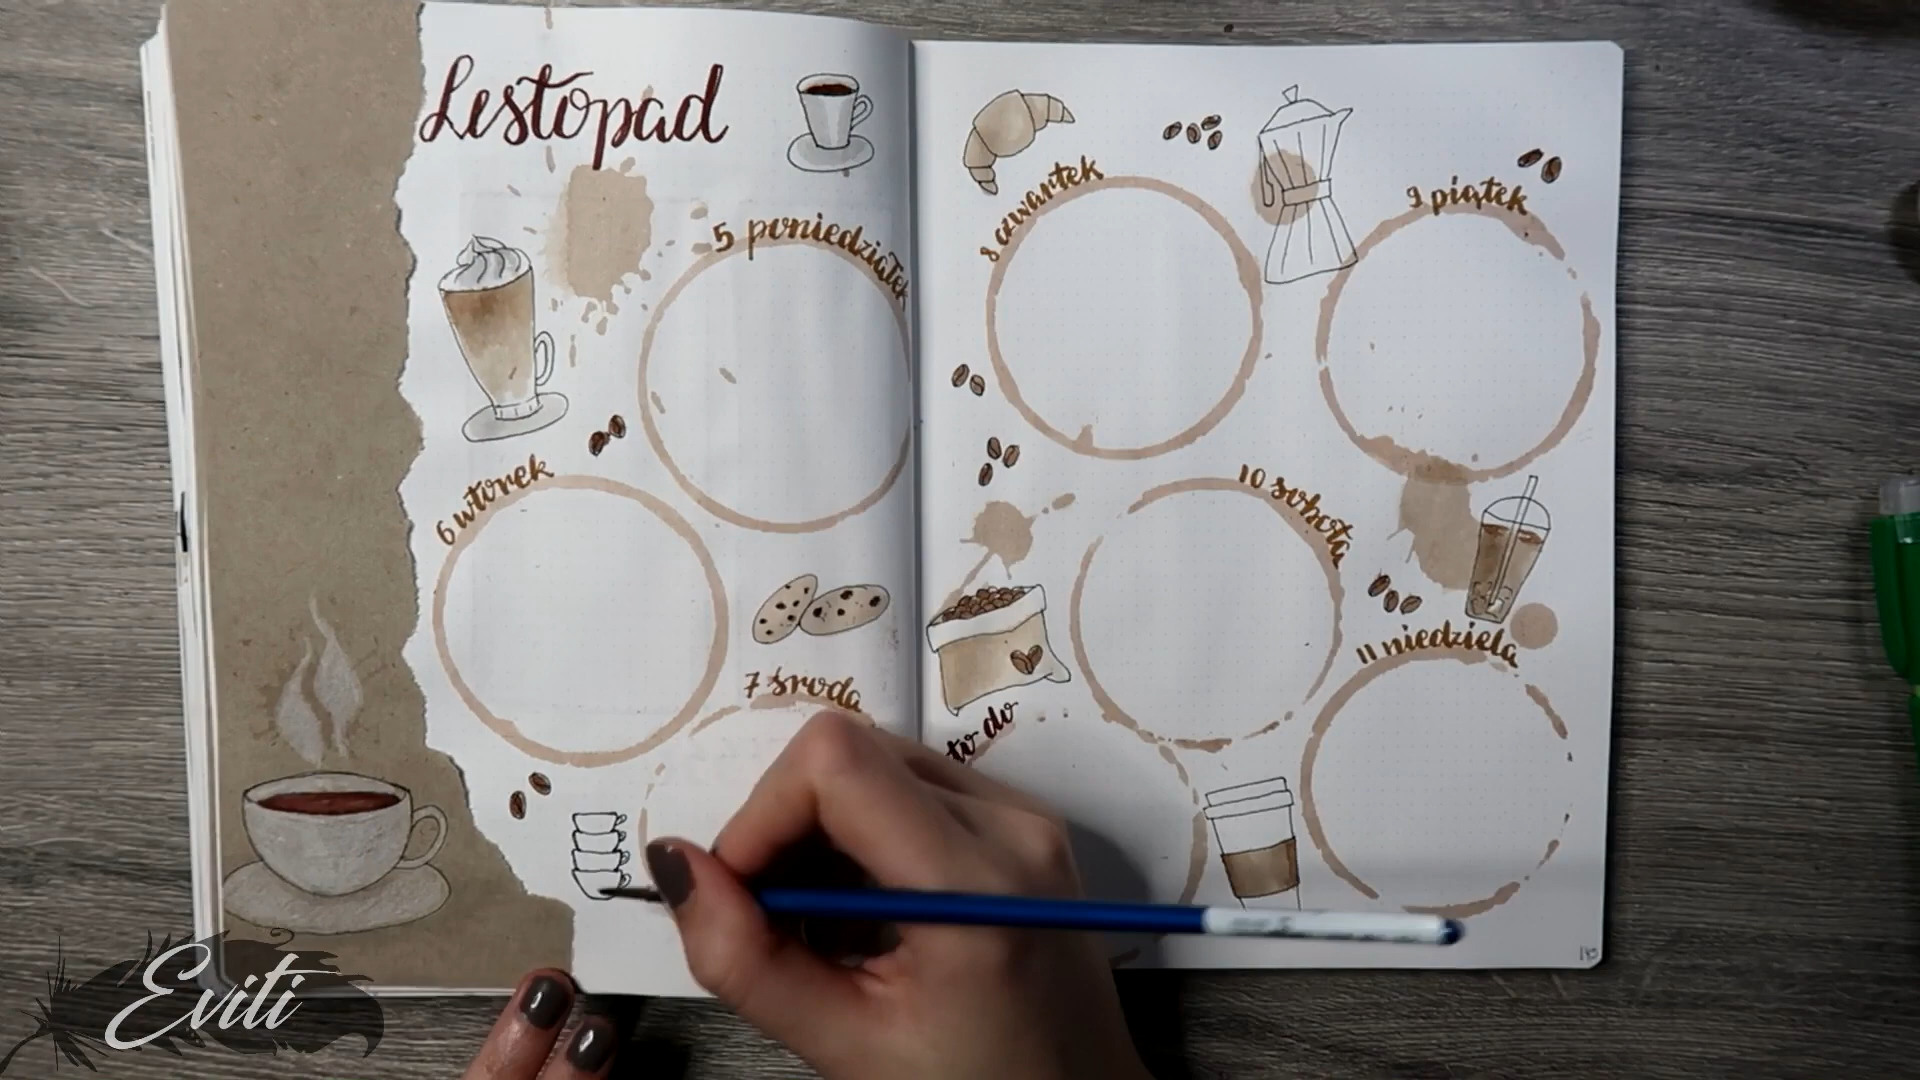 Listopad
5 poniedziałek
6 wtorek
7 środa
8 czwartek
9 piątek
10 sobota
11 niedziela
to do
Eviti